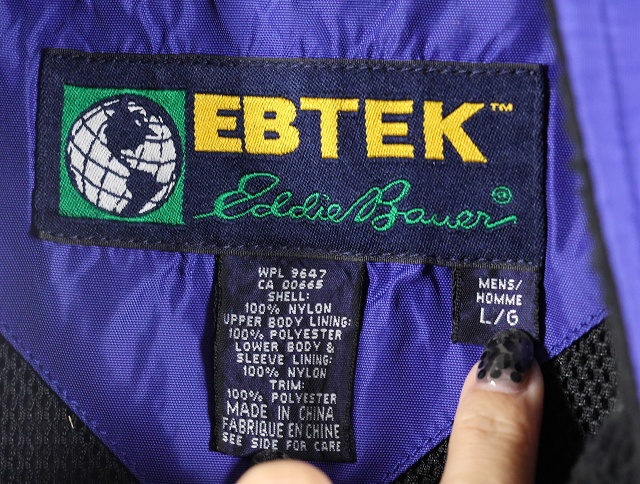 EBTEK™
Eddie Bauer®
WPL 9647
CA 00665
SHELL:
100% NYLON
UPPER BODY LINING:
100% POLYESTER
LOWER BODY &
SLEEVE LINING:
100% NYLON
TRIM:
100% POLYESTER
MADE IN CHINA
FABRIQUE EN CHINE
SEE SIDE FOR CARE
MENS/
HOMME
L/G